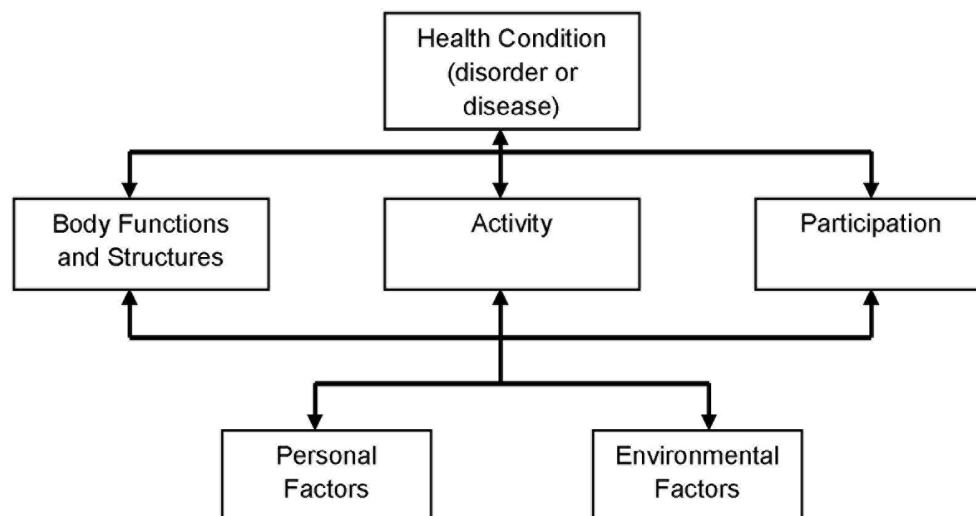 Health Condition
(disorder or
disease)
Body Functions
and Structures
Activity
Participation
Personal
Factors
Environmental
Factors